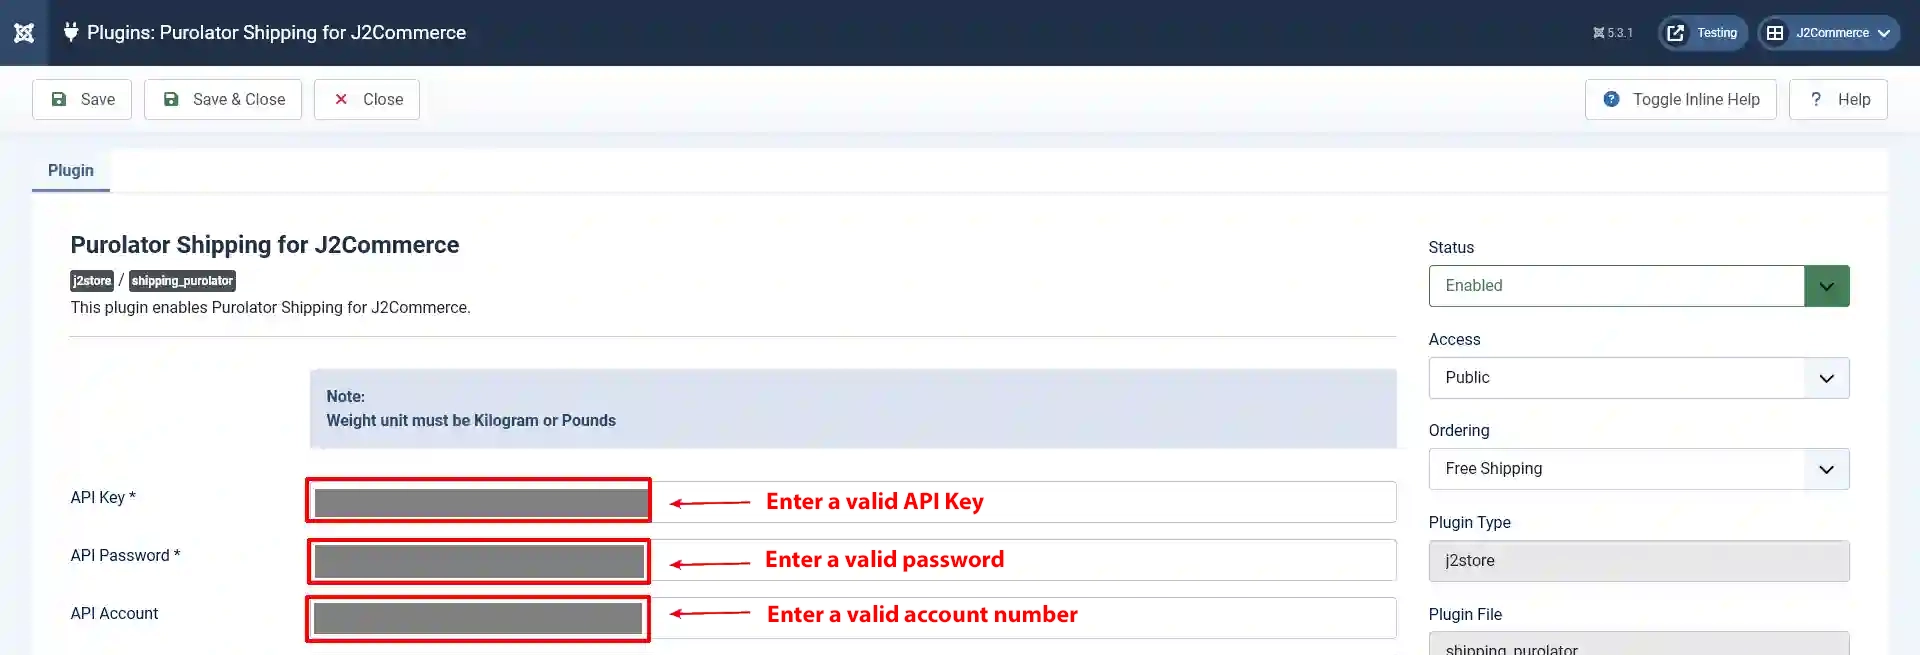 Plugins: Purolator Shipping for J2Commerce
5.3.1
Testing
J2Commerce
Save
Save & Close
Close
Toggle Inline Help
Help
Plugin
Purolator Shipping for J2Commerce
j2store / shipping_purolator
This plugin enables Purolator Shipping for J2Commerce.
Note:
Weight unit must be Kilogram or Pounds
API Key *
Enter a valid API Key
API Password *
Enter a valid password
API Account
Enter a valid account number
Status
Enabled
Access
Public
Ordering
Free Shipping
Plugin Type
j2store
Plugin File
shipping_purolator